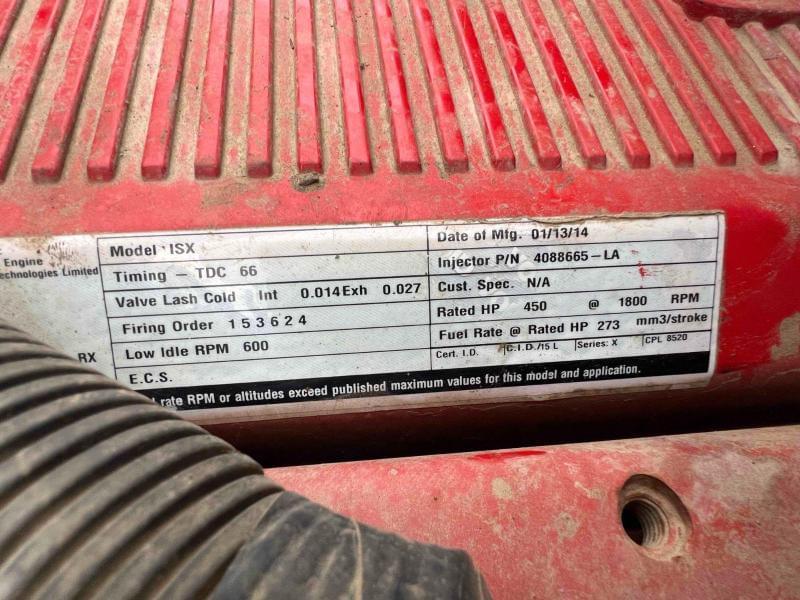 Engine
echnologies Limited
RX
Model ISX
Timing – TDC 66
Valve Lash Cold Int 0.014 Exh 0.027
Firing Order 1 5 3 6 2 4
Low Idle RPM 600
E.C.S.
Date of Mfg. 01/13/14
Injector P/N 4088665–LA
Cust. Spec. N/A
Rated HP 450 @ 1800 RPM
Fuel Rate @ Rated HP 273 mm3/stroke
Cert. I.D. C.I.D./15 L Series: X CPL 8520
rate RPM or altitudes exceed published maximum values for this model and application.